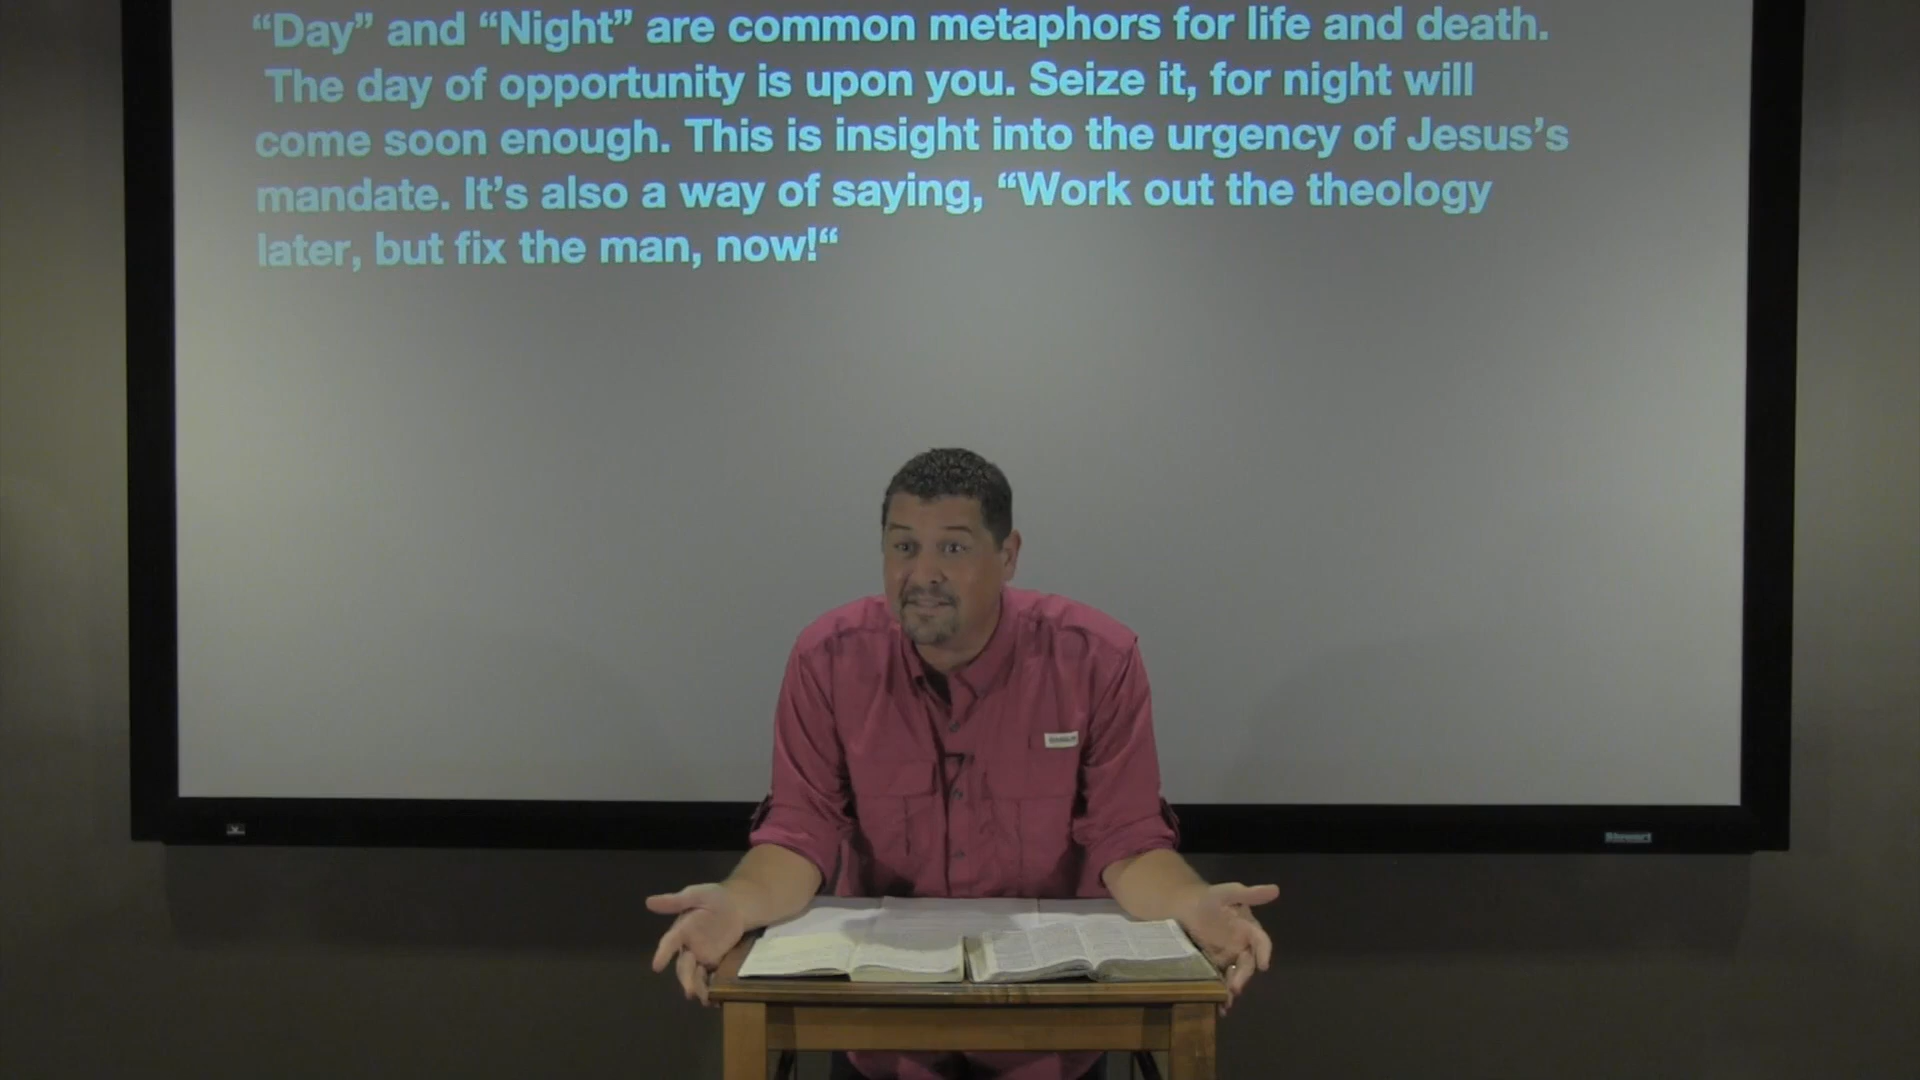 “Day” and “Night” are common metaphors for life and death.
The day of opportunity is upon you. Seize it, for night will
come soon enough. This is insight into the urgency of Jesus’s
mandate. It’s also a way of saying, “Work out the theology
later, but fix the man, now!“
Stewart